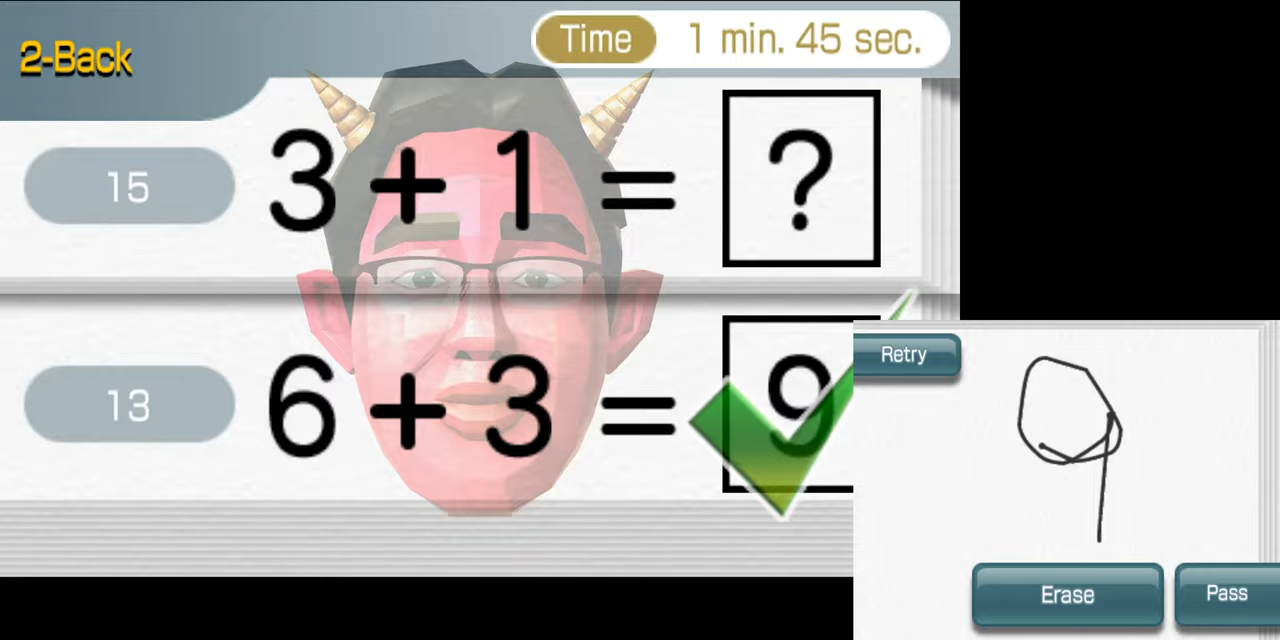 2-Back
Time 1 min. 45 sec.
15 3 + 1 = ?
13 6 + 3 = 9
Retry
9
Erase Pass